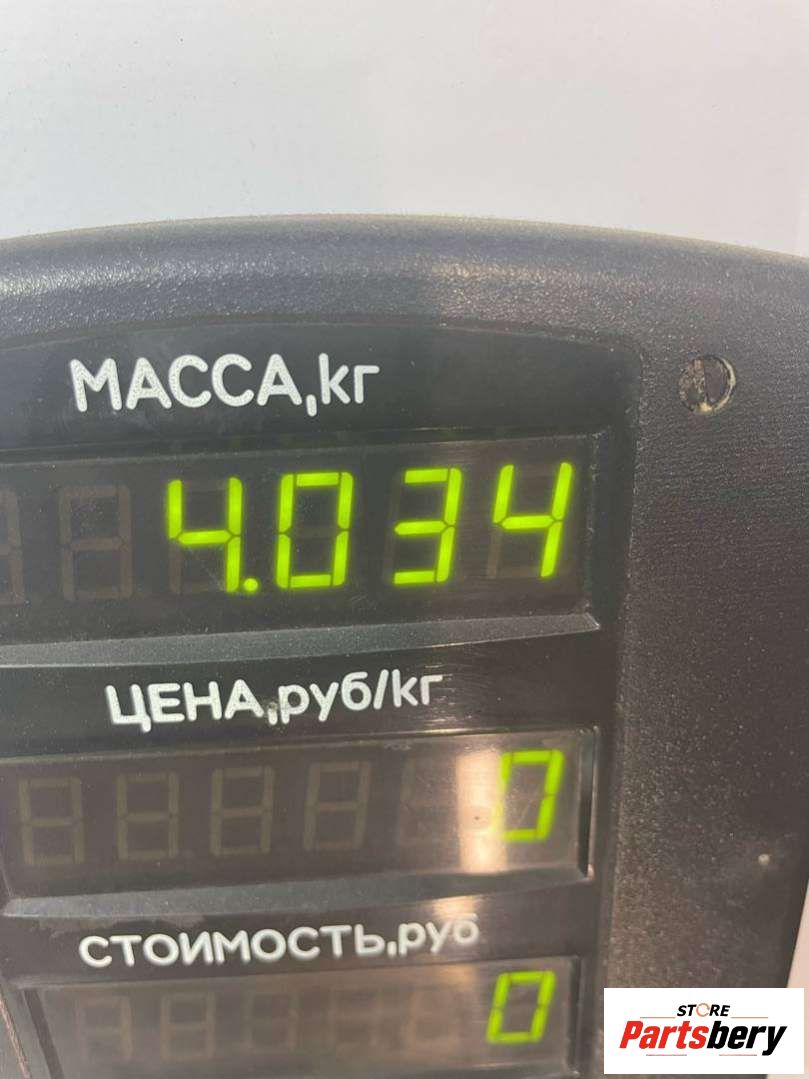 МАССА,кг
4.034
ЦЕНА,руб/кг
0
СТОИМОСТЬ,руб
0
STORE
Partsbery